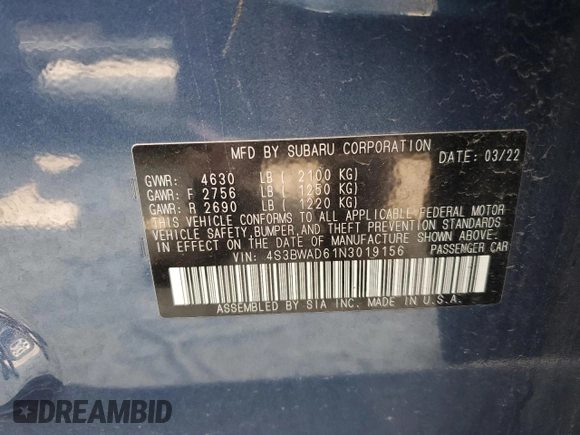 MFD BY SUBARU CORPORATION
DATE: 03/22
GVWR: 4630 LB ( 2100 KG)
GAWR: F 2756 LB ( 1250 KG)
GAWR: R 2690 LB ( 1220 KG)
THIS VEHICLE CONFORMS TO ALL APPLICABLE FEDERAL MOTOR
VEHICLE SAFETY, BUMPER, AND THEFT PREVENTION STANDARDS
IN EFFECT ON THE DATE OF MANUFACTURE SHOWN ABOVE.
VIN: 4S3BWAD61N3019156 PASSENGER CAR
ASSEMBLED BY SIA INC. MADE IN U.S.A.
DREAMBID